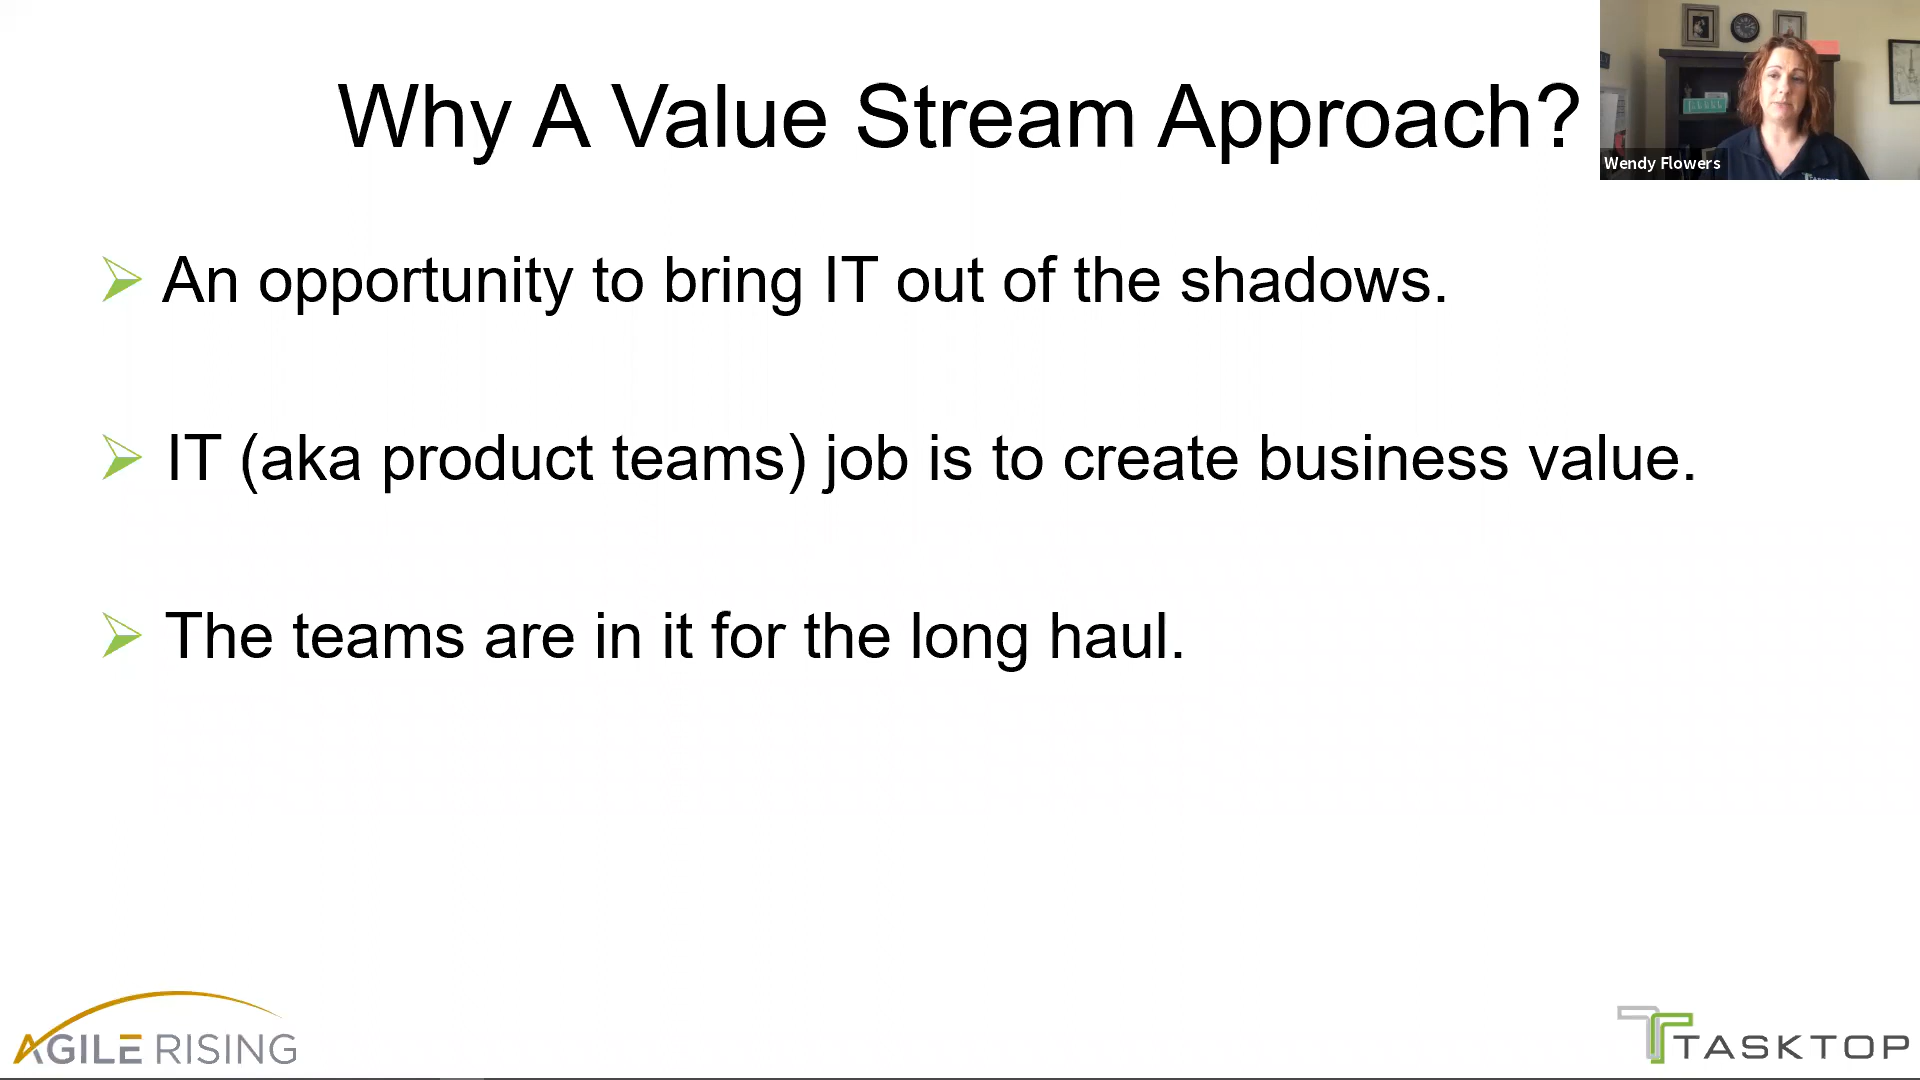 Why A Value Stream Approach?
Wendy Flowers
TASKTOP
An opportunity to bring IT out of the shadows.
IT (aka product teams) job is to create business value.
The teams are in it for the long haul.
AGILE RISING
TASKTOP